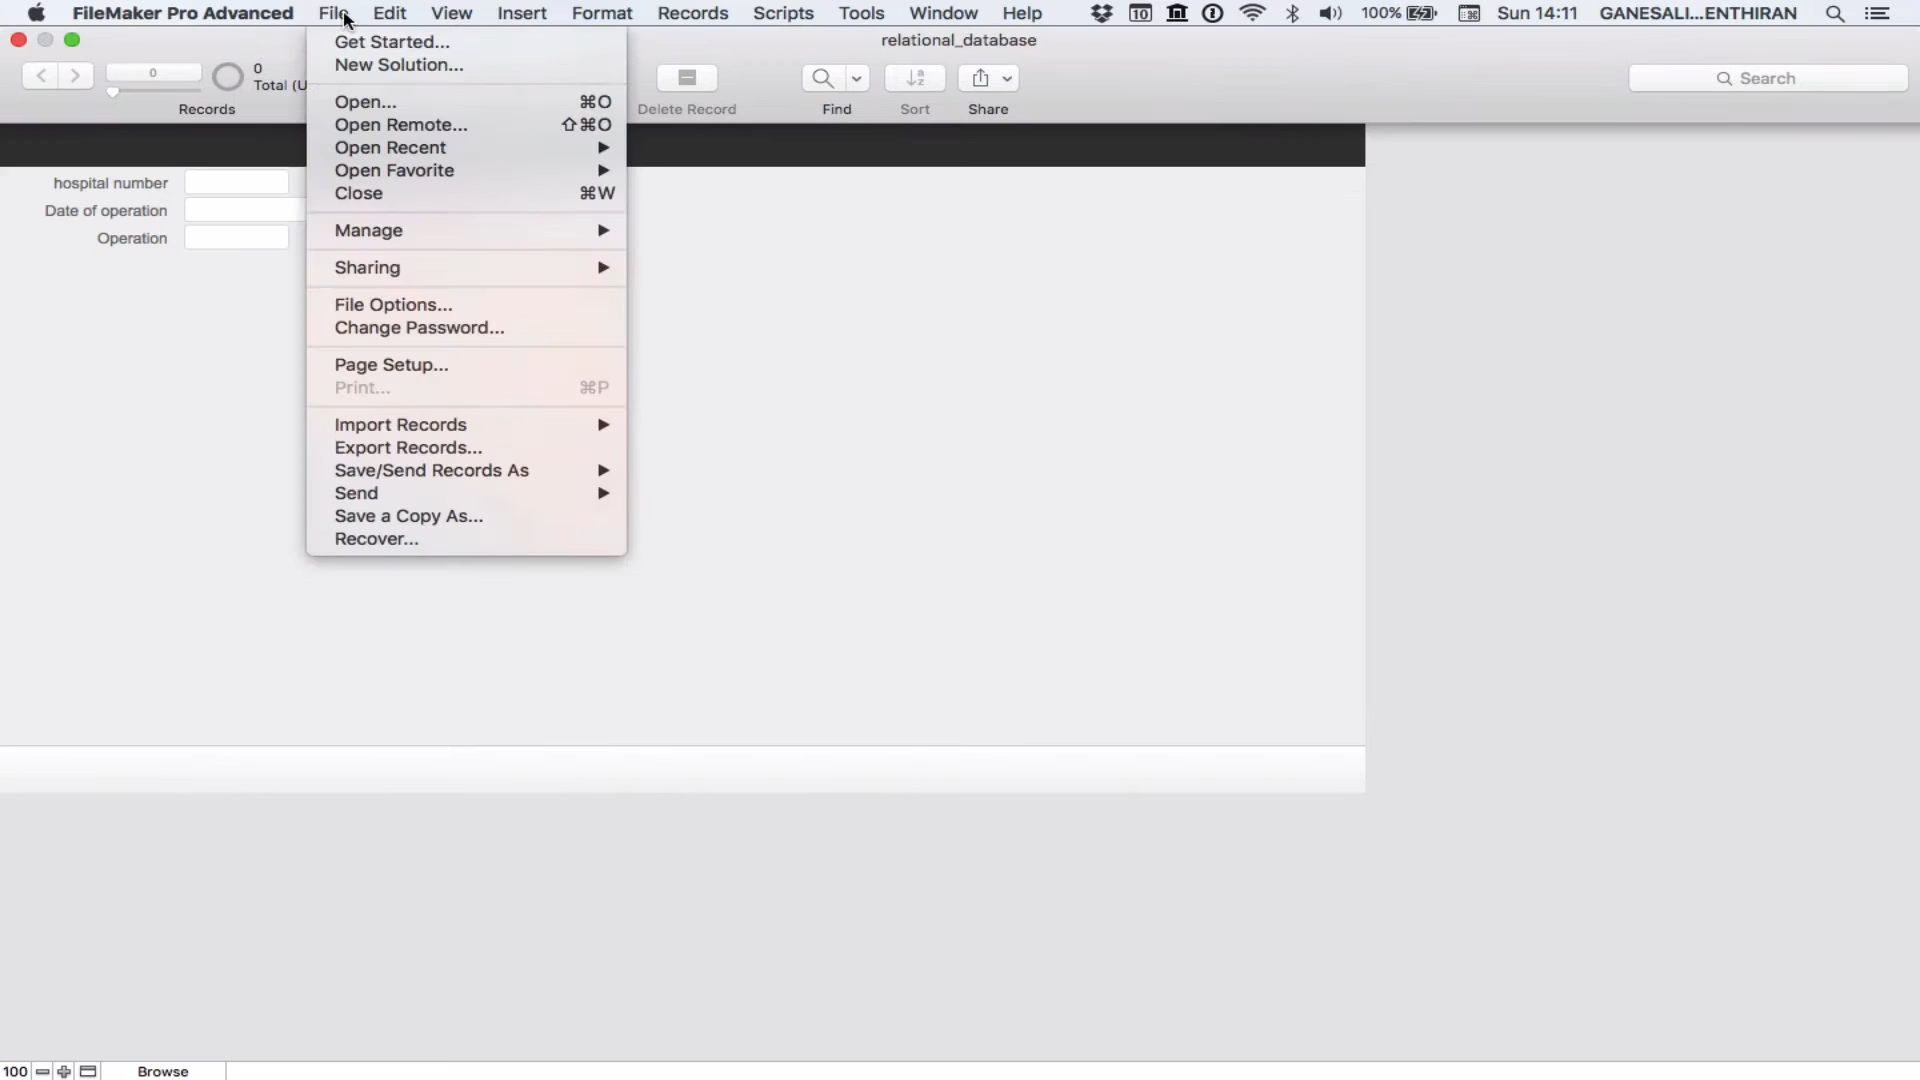 FileMaker Pro Advanced File Edit View Insert Format Records Scripts Tools Window Help 10 100% Sun 14:11 GANESALI...ENTHIRAN
relational_database
Get Started...
New Solution...
0 0
Total (U
Records Delete Record Find Sort Share Search
Open... ⌘O
Open Remote... ⇧⌘O
Open Recent
Open Favorite
Close ⌘W
hospital number
Date of operation
Operation
Manage
Sharing
File Options...
Change Password...
Page Setup...
Print... ⌘P
Import Records
Export Records...
Save/Send Records As
Send
Save a Copy As...
Recover...
100 Browse